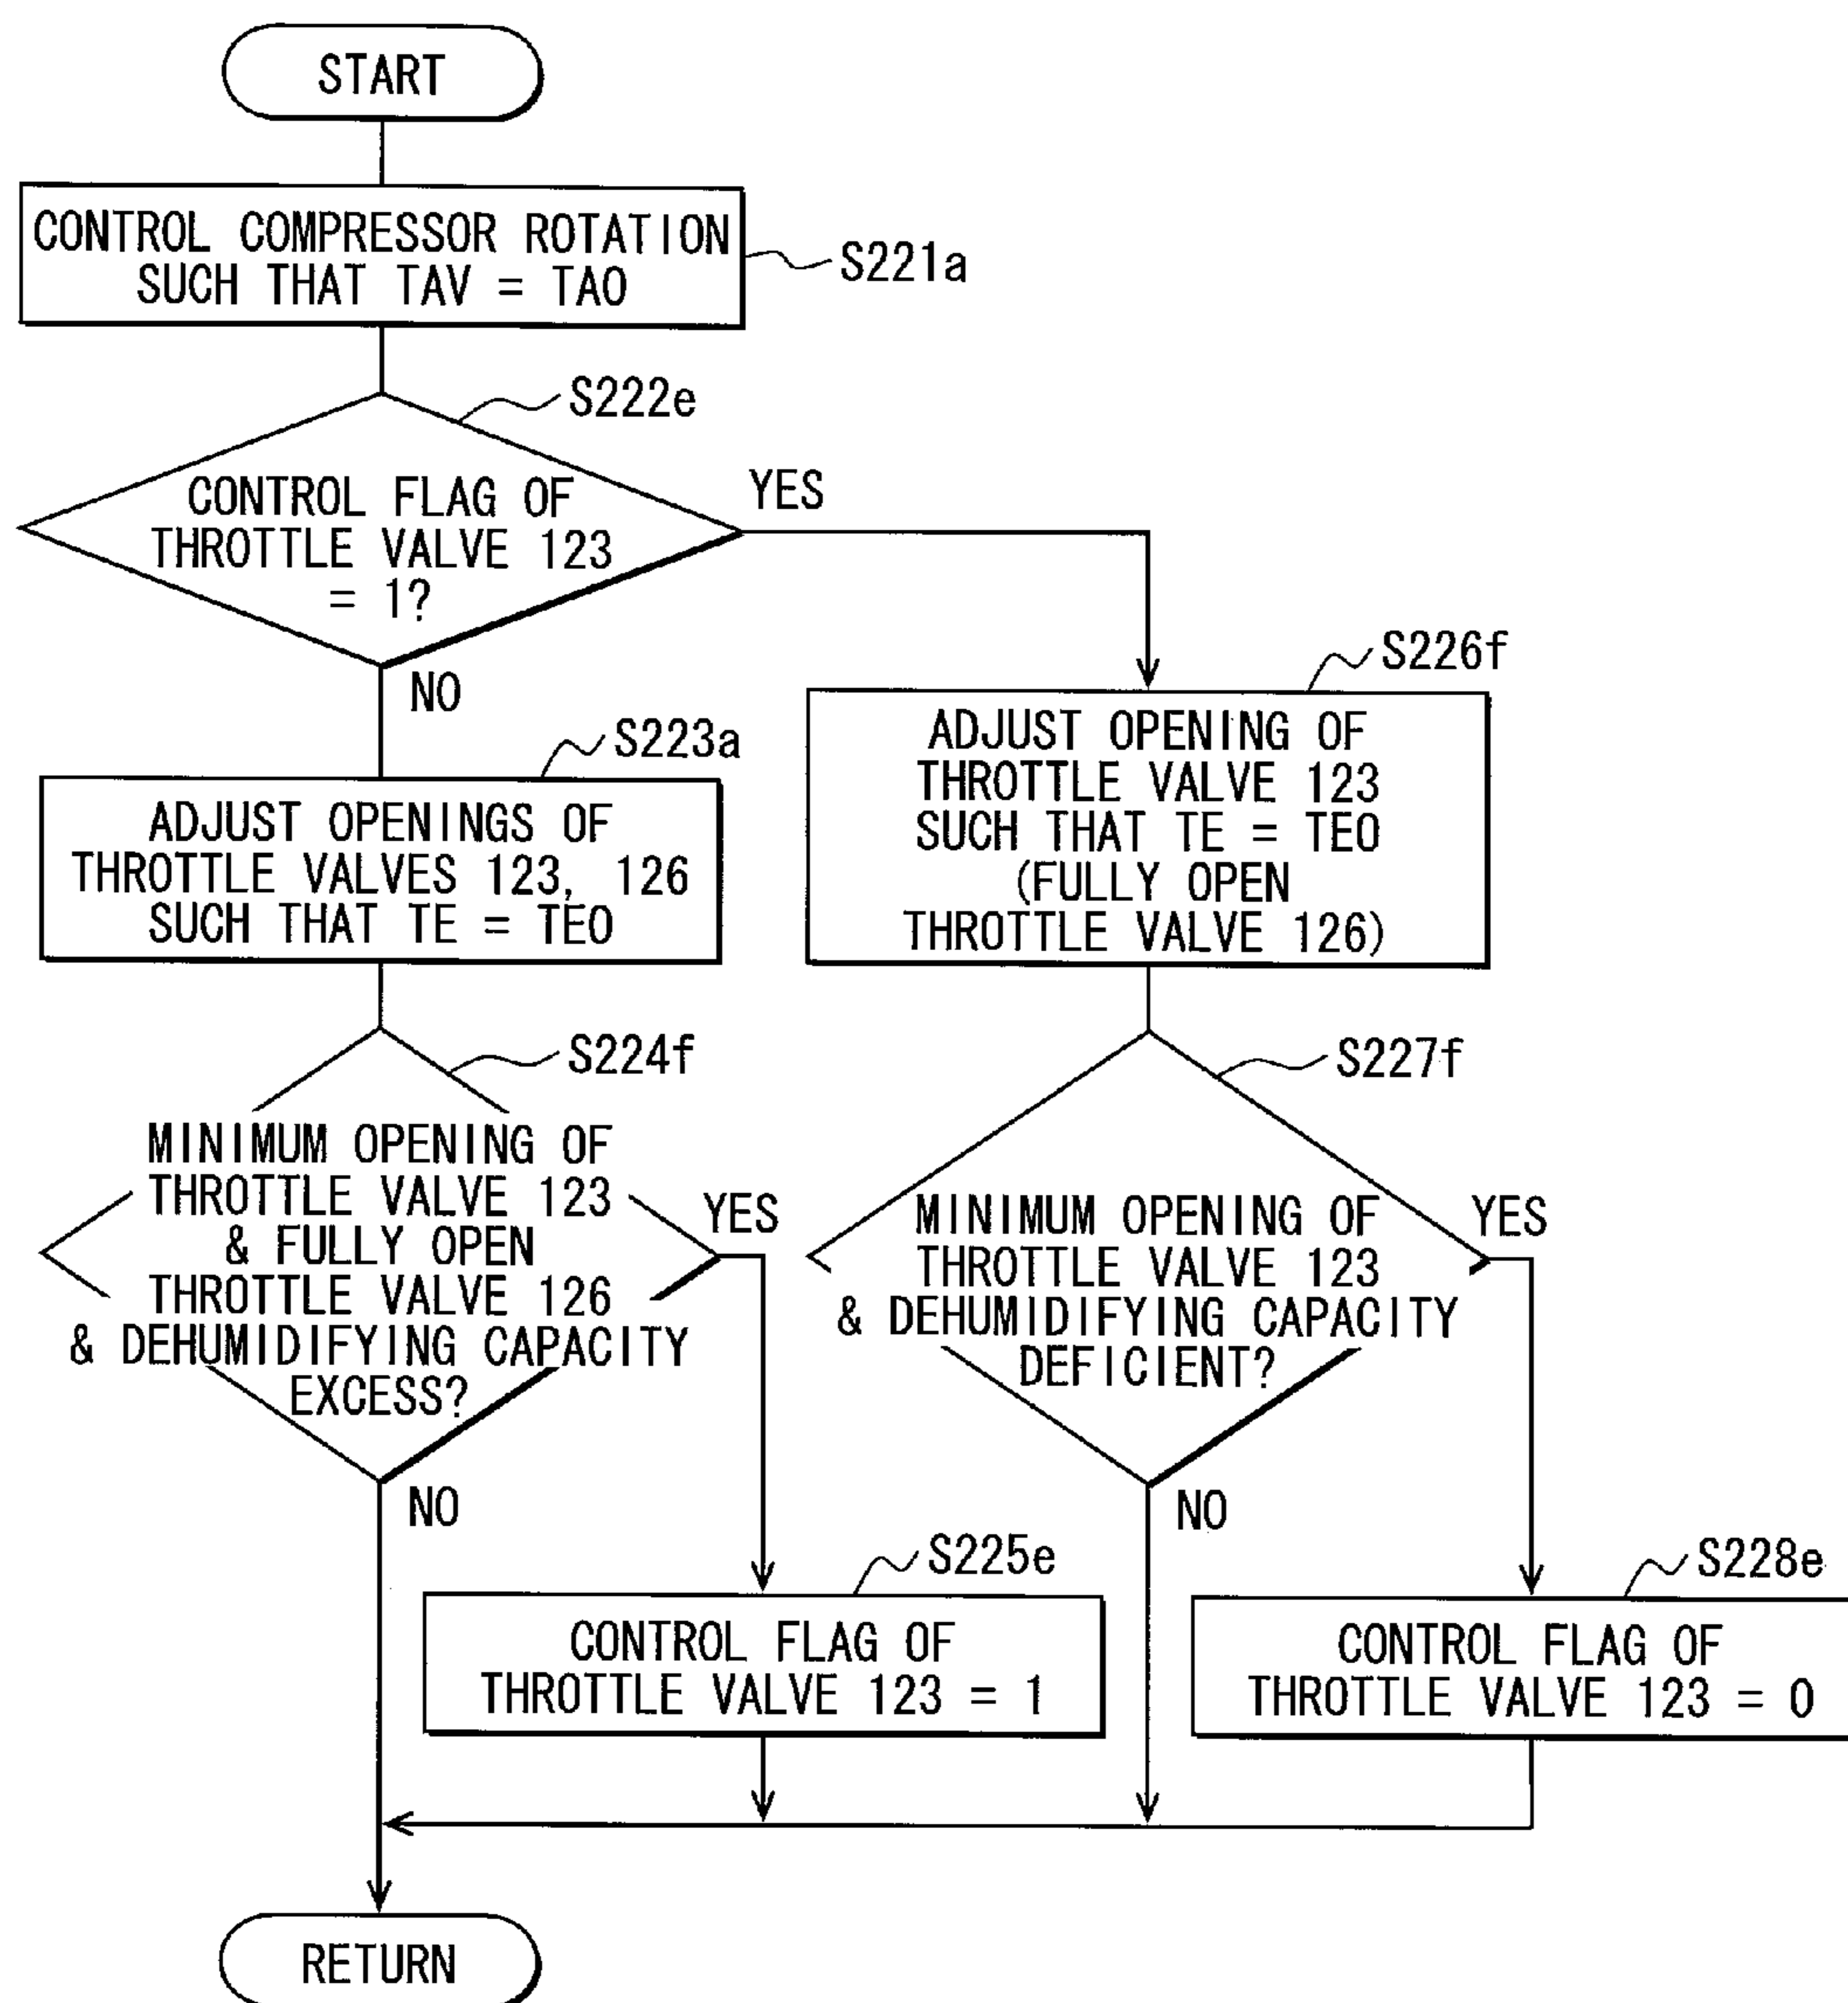 START
CONTROL COMPRESSOR ROTATION
SUCH THAT TAV = TAO
S221a
S222e
CONTROL FLAG OF
THROTTLE VALVE 123
= 1?
YES
NO
S223a
ADJUST OPENINGS OF
THROTTLE VALVES 123, 126
SUCH THAT TE = TEO
S226f
ADJUST OPENING OF
THROTTLE VALVE 123
SUCH THAT TE = TEO
(FULLY OPEN
THROTTLE VALVE 126)
S224f
MINIMUM OPENING OF
THROTTLE VALVE 123
& FULLY OPEN
THROTTLE VALVE 126
& DEHUMIDIFYING CAPACITY
EXCESS?
YES
NO
S227f
MINIMUM OPENING OF
THROTTLE VALVE 123
& DEHUMIDIFYING CAPACITY
DEFICIENT?
YES
NO
S225e
CONTROL FLAG OF
THROTTLE VALVE 123 = 1
S228e
CONTROL FLAG OF
THROTTLE VALVE 123 = 0
RETURN